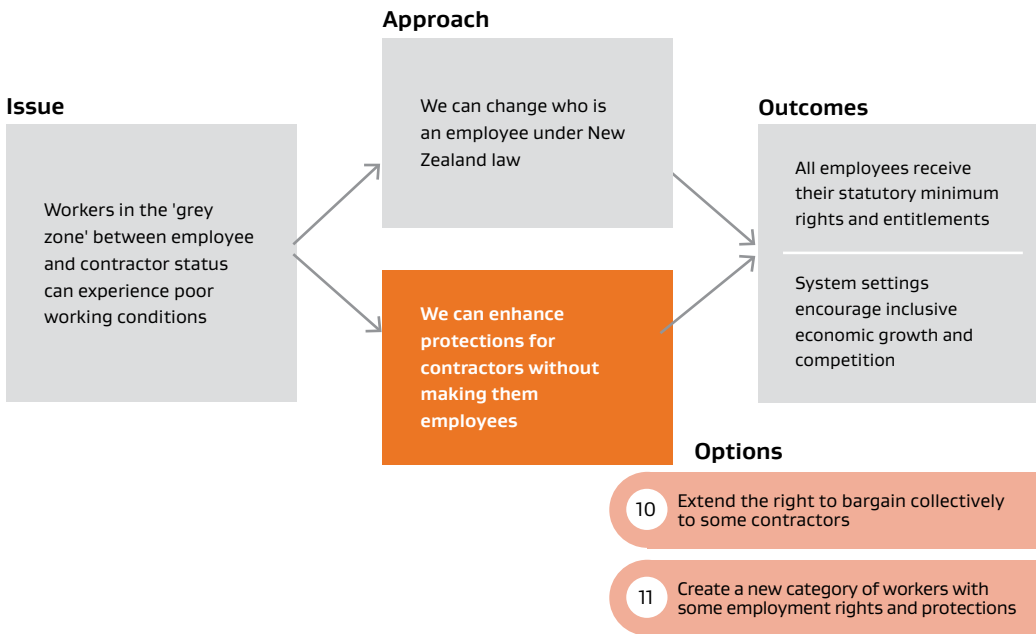 Issue
Workers in the 'grey
zone' between employee
and contractor status
can experience poor
working conditions
Approach
We can change who is
an employee under New
Zealand law
We can enhance
protections for
contractors without
making them
employees
Outcomes
All employees receive
their statutory minimum
rights and entitlements
System settings
encourage inclusive
economic growth and
competition
Options
10 Extend the right to bargain collectively
to some contractors
11 Create a new category of workers with
some employment rights and protections